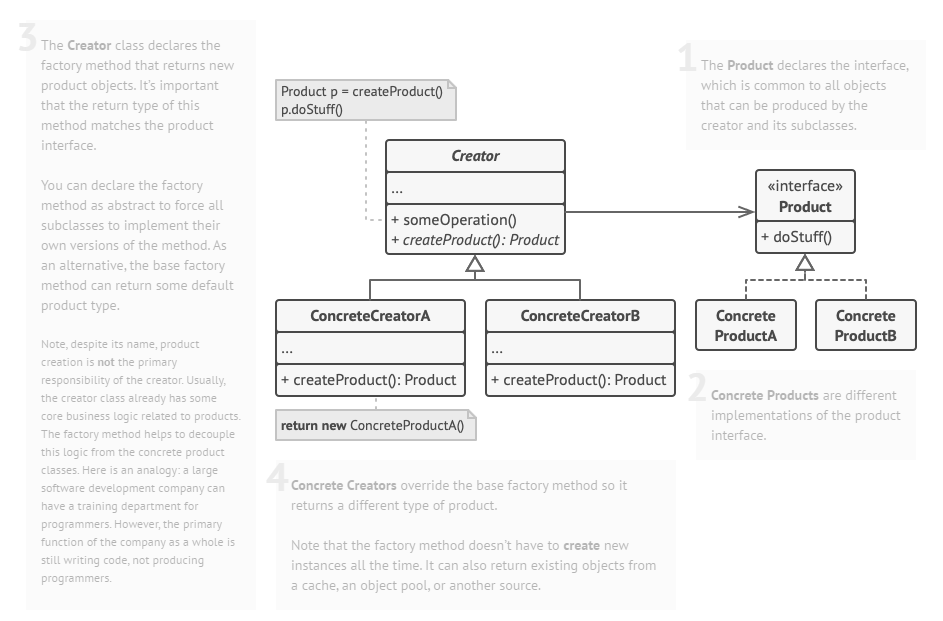 3
The Creator class declares the
factory method that returns new
product objects. It's important
that the return type of this
method matches the product
interface.
You can declare the factory
method as abstract to force all
subclasses to implement their
own versions of the method. As
an alternative, the base factory
method can return some default
product type.
Note, despite its name, product
creation is not the primary
responsibility of the creator. Usually,
the creator class already has some
core business logic related to products.
The factory method helps to decouple
this logic from the concrete product
classes. Here is an analogy: a large
software development company can
have a training department for
programmers. However, the primary
function of the company as a whole is
still writing code, not producing
programmers.
Product p = createProduct()
p.doStuff()
Creator
...
+ someOperation()
+ createProduct(): Product
ConcreteCreatorA
...
+ createProduct(): Product
ConcreteCreatorB
...
+ createProduct(): Product
return new ConcreteProductA()
1
The Product declares the interface,
which is common to all objects
that can be produced by the
creator and its subclasses.
«interface»
Product
+ doStuff()
Concrete
ProductA
Concrete
ProductB
2
Concrete Products are different
implementations of the product
interface.
4
Concrete Creators override the base factory method so it
returns a different type of product.
Note that the factory method doesn't have to create new
instances all the time. It can also return existing objects from
a cache, an object pool, or another source.